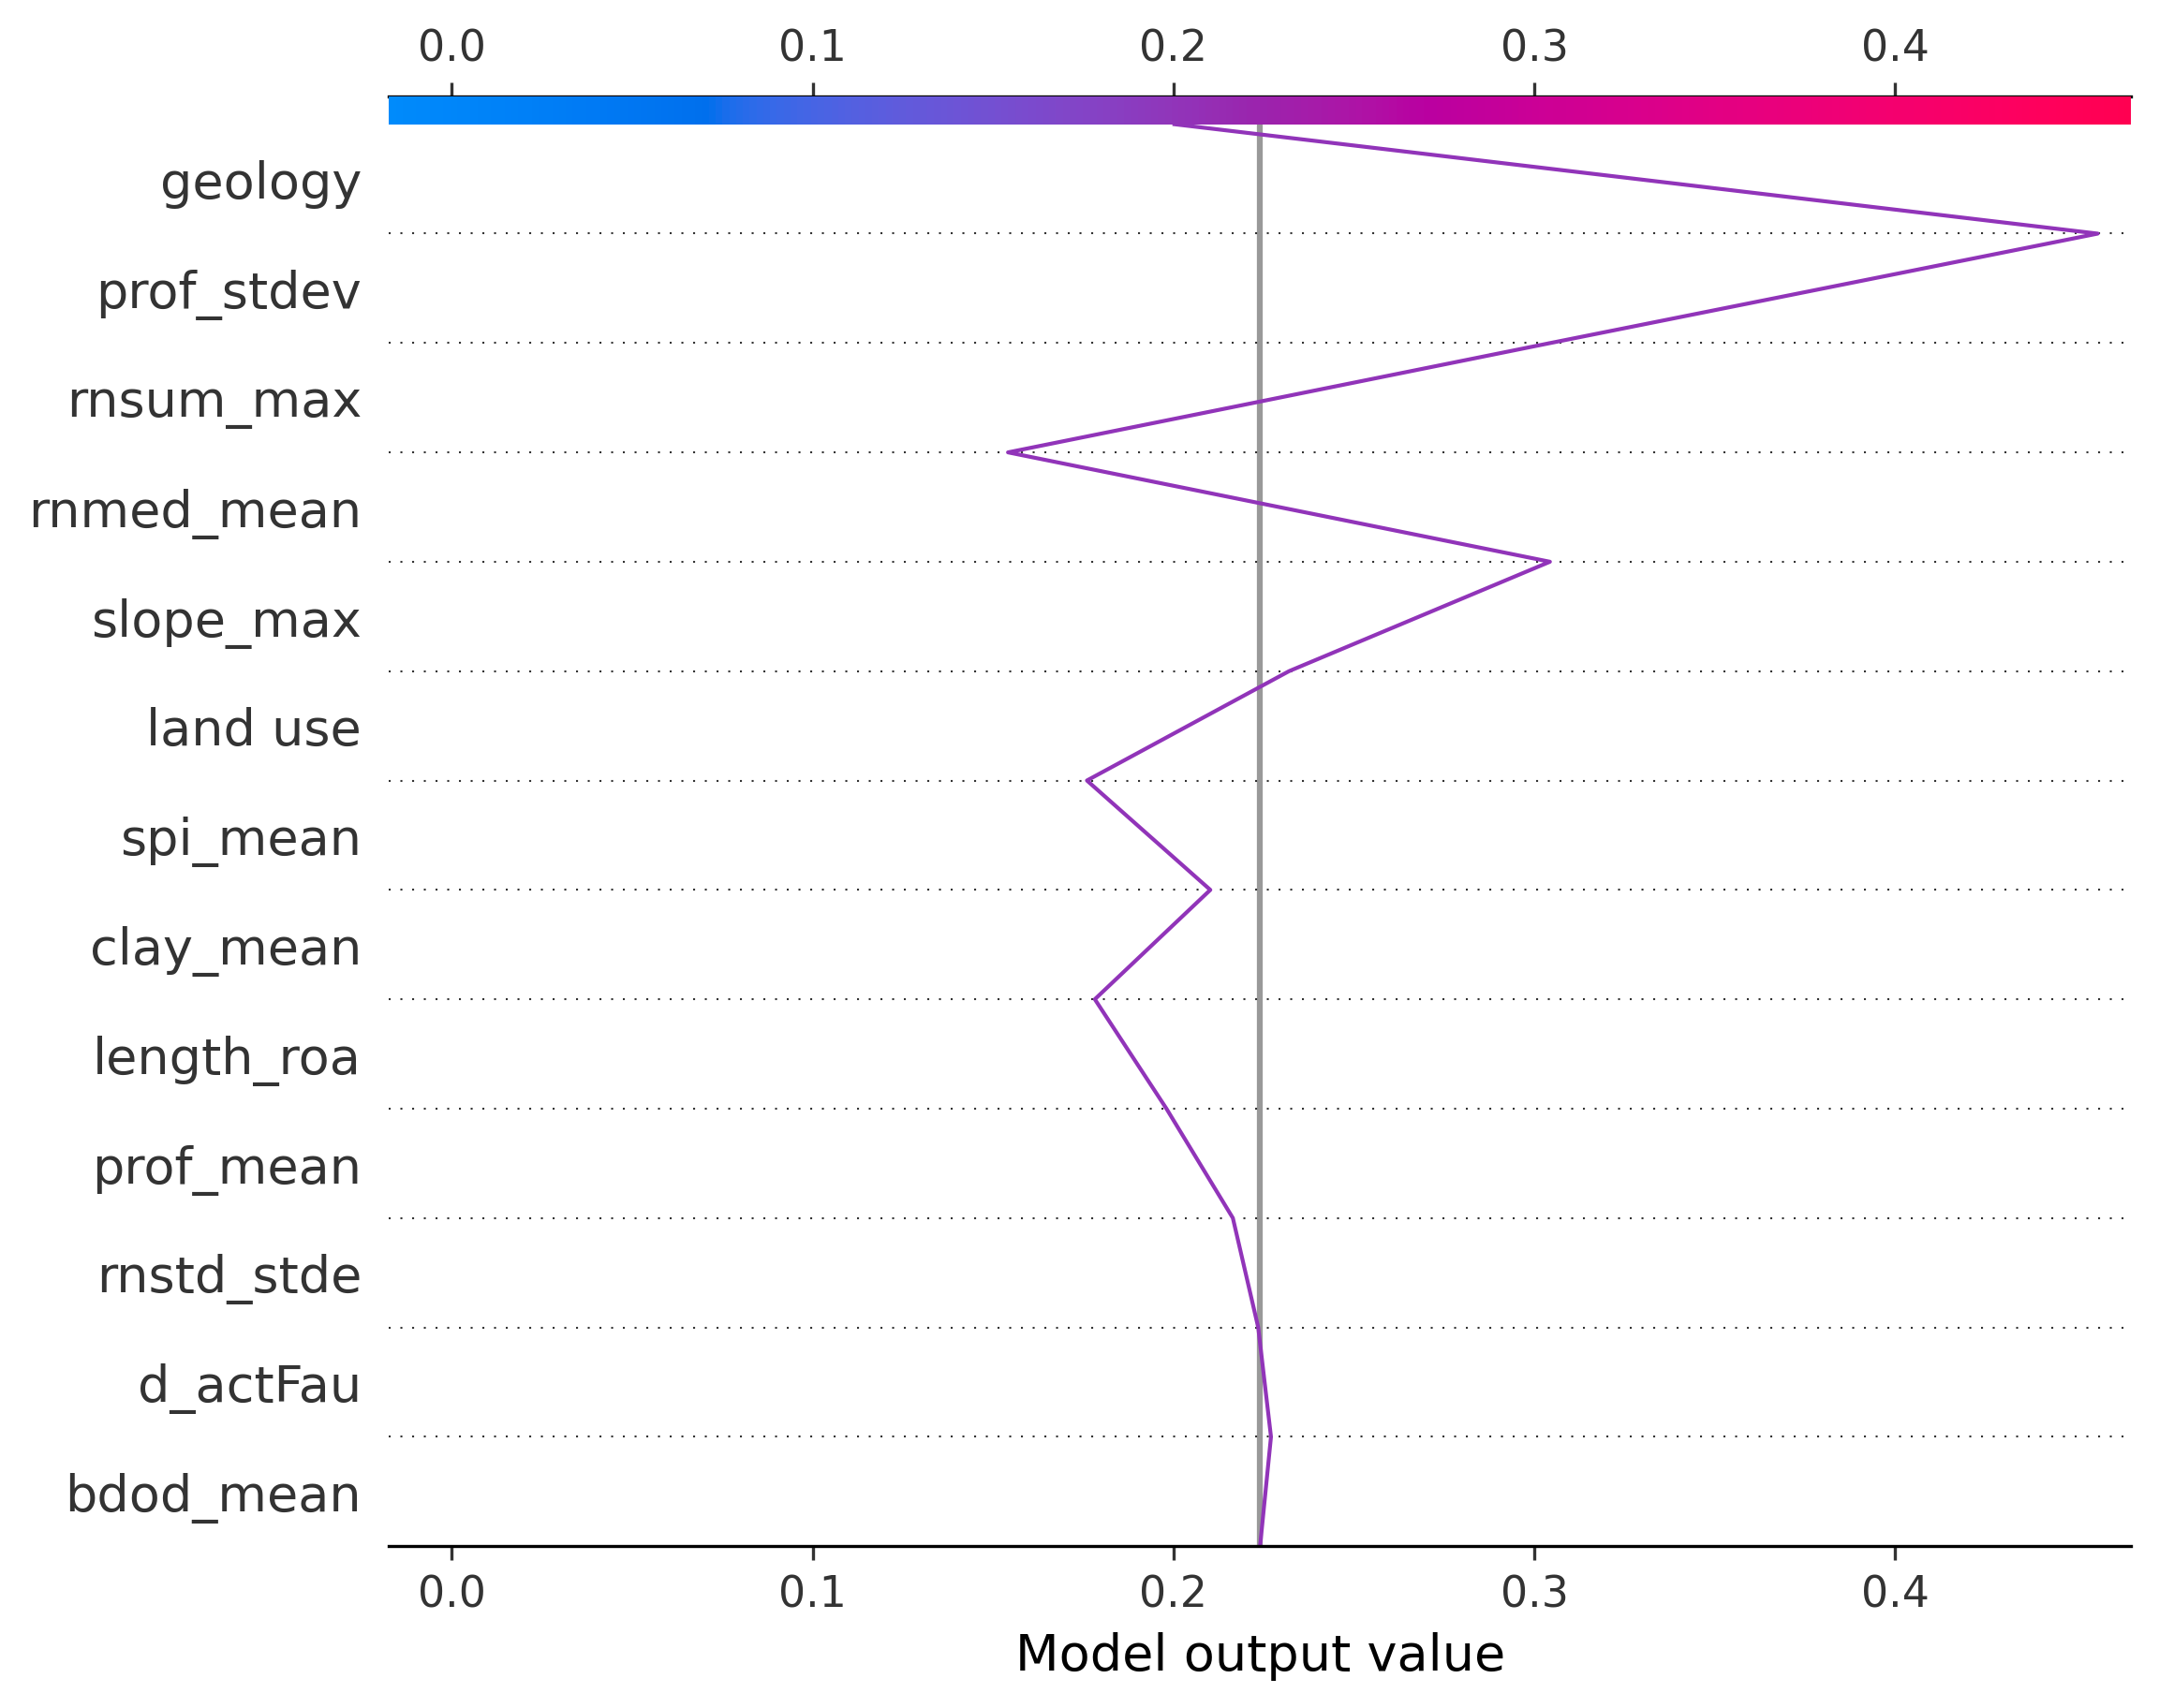 0.0 0.1 0.2 0.3 0.4
geology
prof_stdev
rnsum_max
rnmed_mean
slope_max
land use
spi_mean
clay_mean
length_roa
prof_mean
rnstd_stde
d_actFau
bdod_mean
0.0 0.1 0.2 0.3 0.4
Model output value